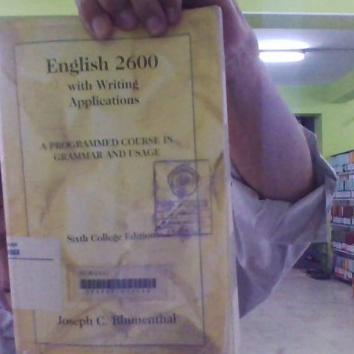 English 2600
with Writing
Applications
A PROGRAMMED COURSE IN
GRAMMAR AND USAGE
Sixth College Edition
Joseph C. Blumenthal